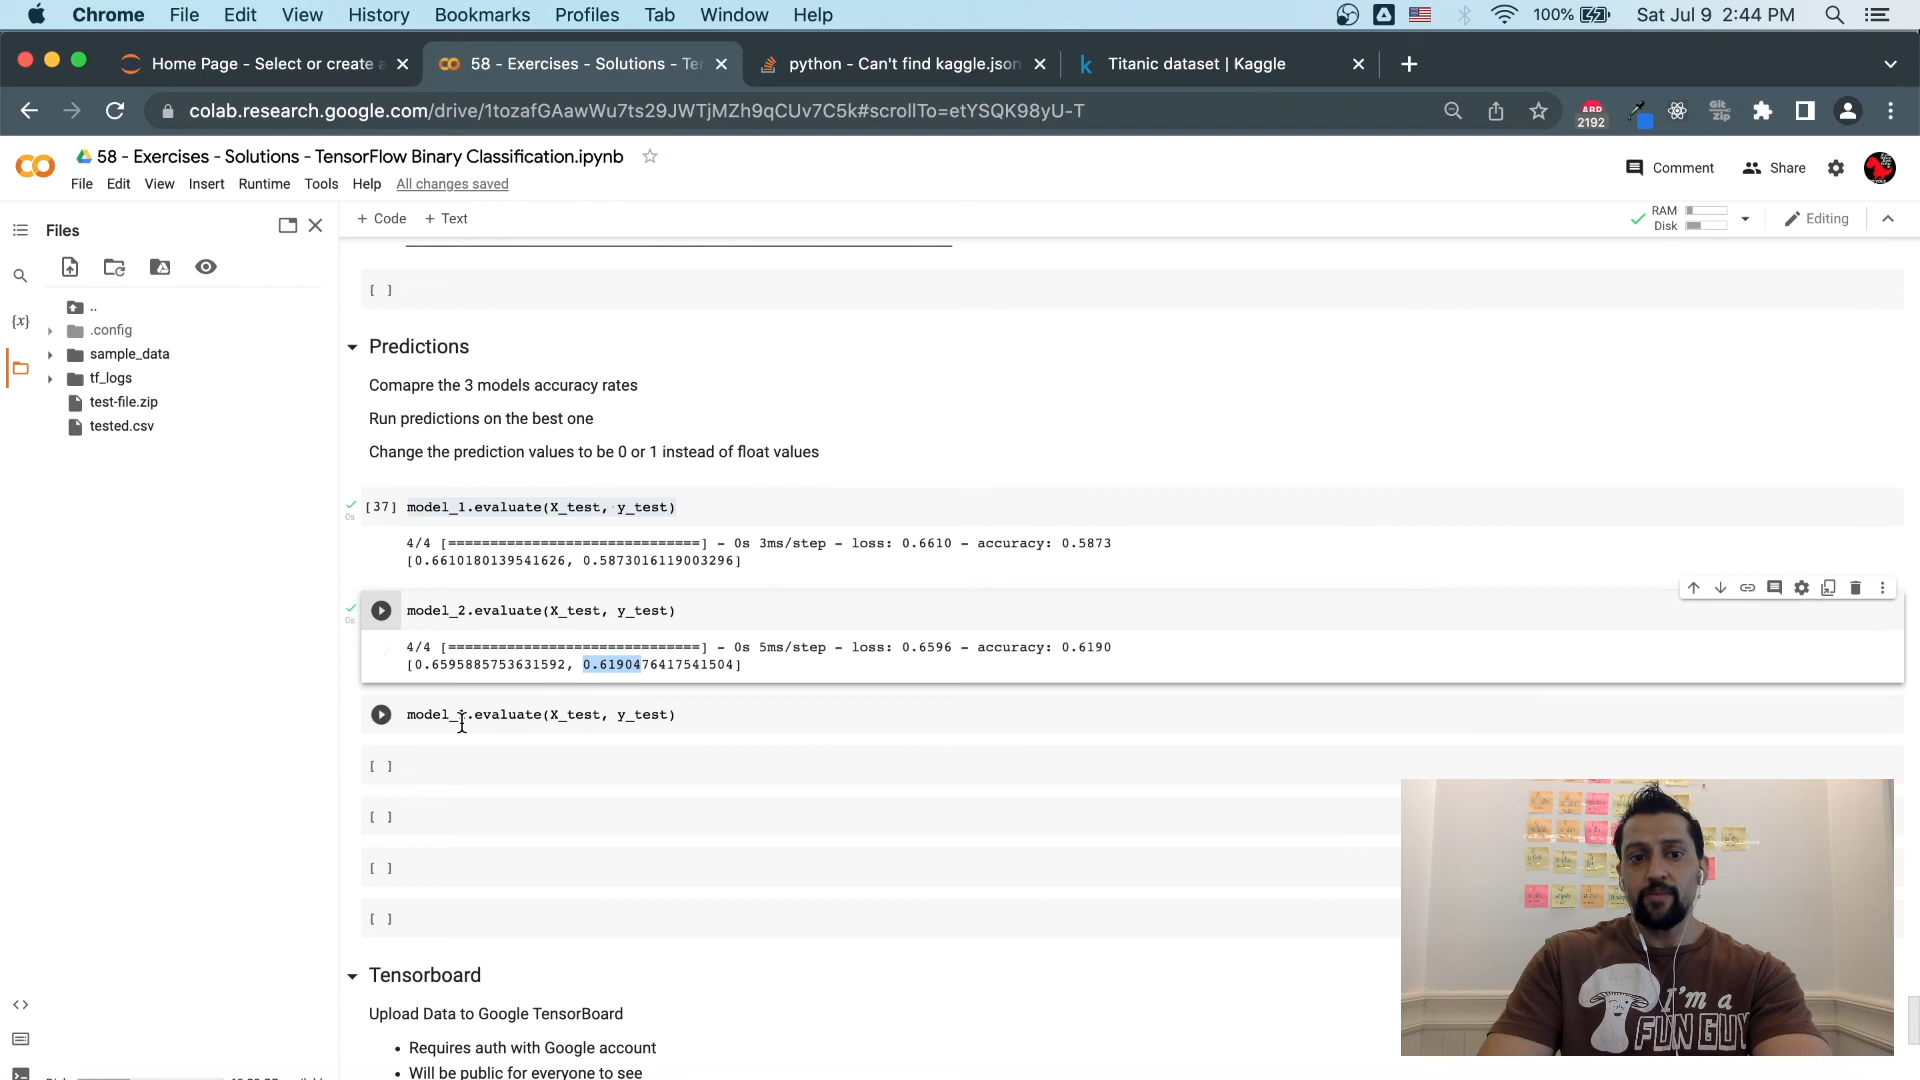 Chrome File Edit View History Bookmarks Profiles Tab Window Help 100% Sat Jul 9 2:44 PM
Home Page - Select or create a
58 - Exercises - Solutions - Te
python - Can't find kaggle.json
Titanic dataset | Kaggle
colab.research.google.com/drive/1tozafGAawWu7ts29JWTjMZh9qCUv7C5k#scrollTo=etYSQK98yU-T
ABP
2192
Git
Zip
58 - Exercises - Solutions - TensorFlow Binary Classification.ipynb
Comment Share
File Edit View Insert Runtime Tools Help All changes saved
Files
+ Code + Text
RAM
Disk
Editing
..
.config
sample_data
tf_logs
test-file.zip
tested.csv
{x}
[ ]
Predictions
Comapre the 3 models accuracy rates
Run predictions on the best one
Change the prediction values to be 0 or 1 instead of float values
0s
[37] model_1.evaluate(X_test, y_test)
4/4 [==============================] - 0s 3ms/step - loss: 0.6610 - accuracy: 0.5873
[0.6610180139541626, 0.5873016119003296]
0s
model_2.evaluate(X_test, y_test)
4/4 [==============================] - 0s 5ms/step - loss: 0.6596 - accuracy: 0.6190
[0.6595885753631592, 0.6190476417541504]
.evaluate(X_test, y_test)
[ ]
[ ]
[ ]
[ ]
Tensorboard
Upload Data to Google TensorBoard
• Requires auth with Google account
• Will be public for everyone to see
I'm a
FUN GUY